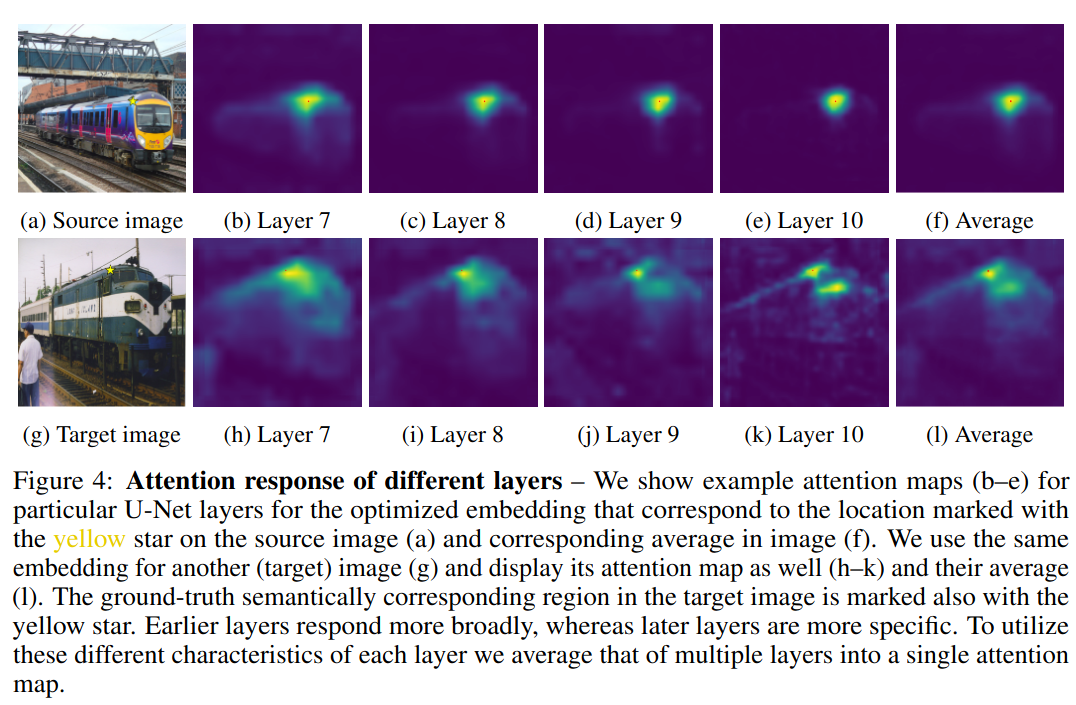 (a) Source image (b) Layer 7 (c) Layer 8 (d) Layer 9 (e) Layer 10 (f) Average
(g) Target image (h) Layer 7 (i) Layer 8 (j) Layer 9 (k) Layer 10 (l) Average
Figure 4: Attention response of different layers – We show example attention maps (b–e) for
particular U-Net layers for the optimized embedding that correspond to the location marked with
the yellow star on the source image (a) and corresponding average in image (f). We use the same
embedding for another (target) image (g) and display its attention map as well (h–k) and their average
(l). The ground-truth semantically corresponding region in the target image is marked also with the
yellow star. Earlier layers respond more broadly, whereas later layers are more specific. To utilize
these different characteristics of each layer we average that of multiple layers into a single attention
map.